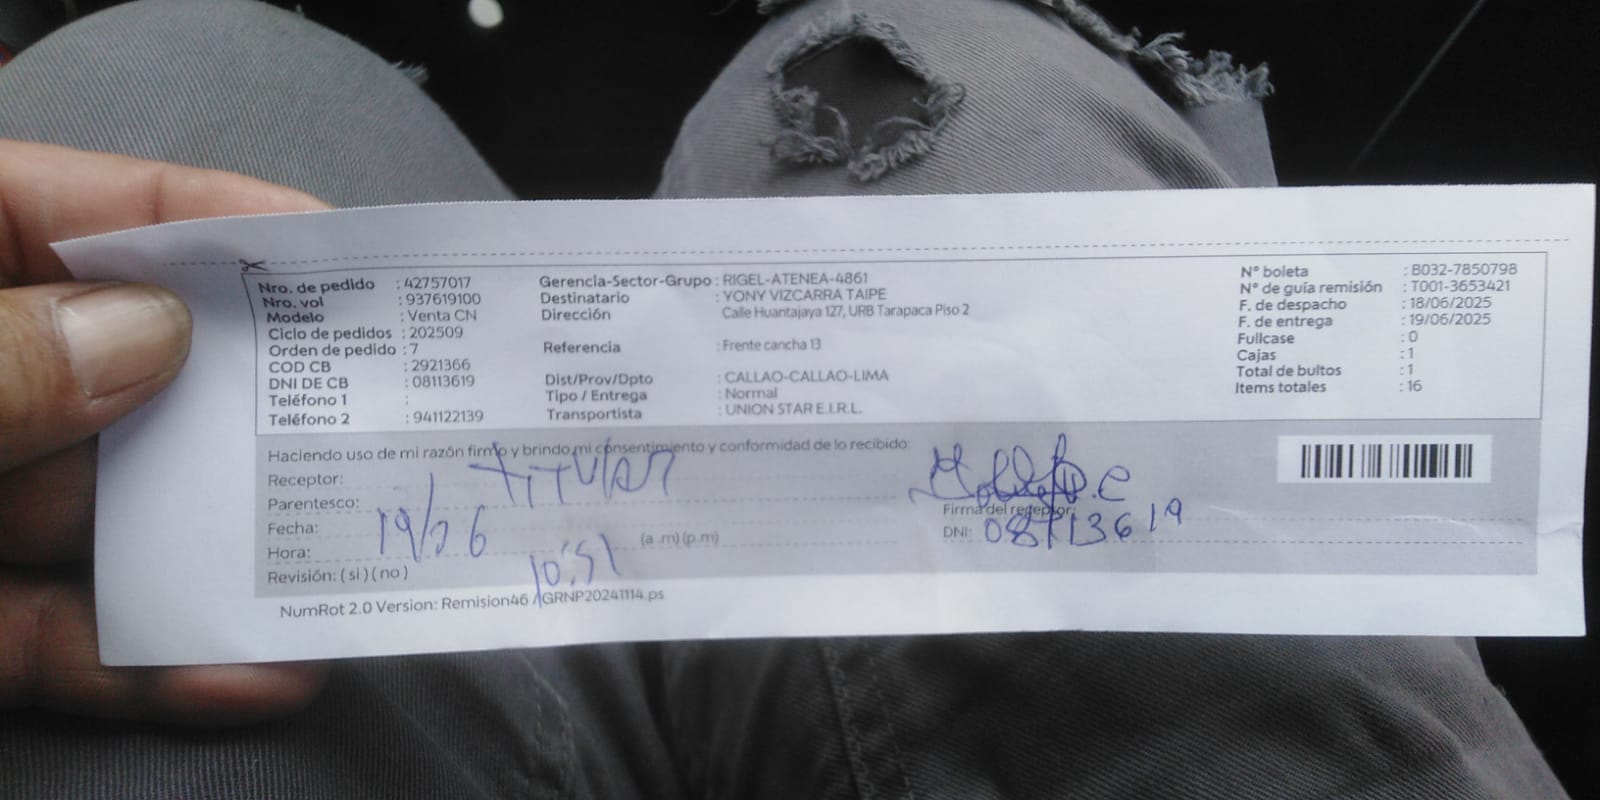 Nro. de pedido : 42757017
Nro. vol : 937619100
Modelo : Venta CN
Ciclo de pedidos : 202509
Orden de pedido : 7
COD CB : 2921366
DNI DE CB : 08113619
Teléfono 1 :
Teléfono 2 : 941122139
Gerencia-Sector-Grupo : RIGEL-ATENEA-4861
Destinatario : YONY VIZCARRA TAIPE
Dirección : Calle Huantajaya 127, URB Tarapaca Piso 2
Referencia : Frente cancha 13
Dist/Prov/Dpto : CALLAO-CALLAO-LIMA
Tipo / Entrega : Normal
Transportista : UNION STAR E.I.R.L.
N° boleta : B032-7850798
N° de guía remisión : T001-3653421
F. de despacho : 18/06/2025
F. de entrega : 19/06/2025
Fullcase : 0
Cajas : 1
Total de bultos : 1
Items totales : 16
Haciendo uso de mi razón firmo y brindo mi consentimiento y conformidad de lo recibido:
Receptor:
Parentesco: TITULAR
Fecha: 19/
Hora: 10:51 (a .m) (p.m)
Revisión: ( si ) ( no )
Firma del receptor:
DNI: 08113619
NumRot 2.0 Version: Remision46 /GRNP20241114.ps